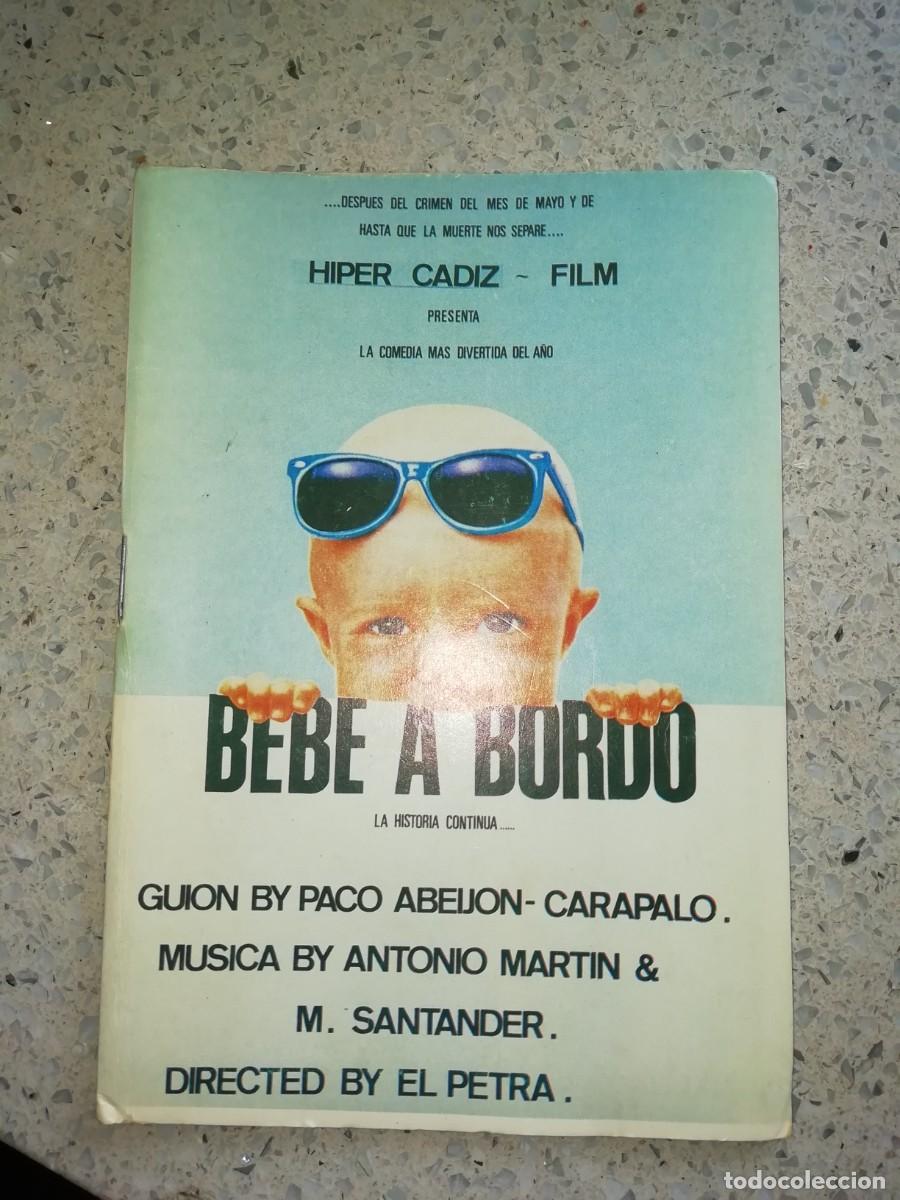 ....DESPUES DEL CRIMEN DEL MES DE MAYO Y DE
HASTA QUE LA MUERTE NOS SEPARE....
HIPER CADIZ ~ FILM
PRESENTA
LA COMEDIA MAS DIVERTIDA DEL AÑO
BEBE A BORDO
LA HISTORIA CONTINUA......
GUION BY PACO ABEIJON- CARAPALO.
MUSICA BY ANTONIO MARTIN &
M. SANTANDER.
DIRECTED BY EL PETRA.
todocoleccion